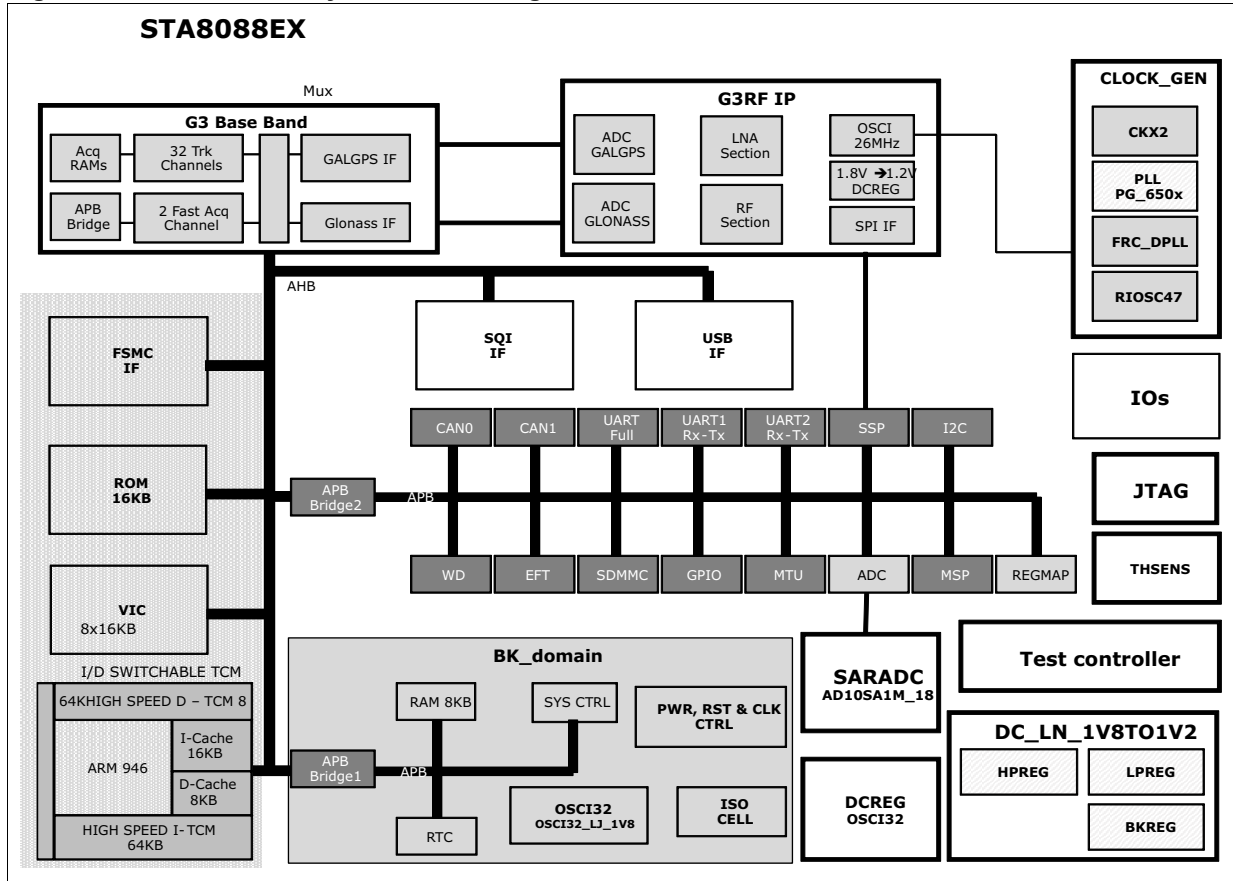 STA8088EX
Mux
G3 Base Band
Acq
RAMs
32 Trk
Channels
GALGPS IF
APB
Bridge
2 Fast Acq
Channel
Glonass IF
G3RF IP
ADC
GALGPS
LNA
Section
OSCI
26MHz
1.8V ➔1.2V
DCREG
ADC
GLONASS
RF
Section
SPI IF
CLOCK_GEN
CKX2
PLL
PG_650x
FRC_DPLL
RIOSC47
AHB
FSMC
IF
SQI
IF
USB
IF
IOs
CAN0
CAN1
UART
Full
UART1
Rx-Tx
UART2
Rx-Tx
SSP
I2C
ROM
16KB
APB
Bridge2
APB
JTAG
WD
EFT
SDMMC
GPIO
MTU
ADC
MSP
REGMAP
THSENS
VIC
8x16KB
I/D SWITCHABLE TCM
64KHIGH SPEED D – TCM 8
ARM 946
I-Cache
16KB
D-Cache
8KB
HIGH SPEED I-TCM
64KB
BK_domain
RAM 8KB
SYS CTRL
PWR, RST & CLK
CTRL
APB
Bridge1
APB
RTC
OSCI32
OSCI32_LJ_1V8
ISO
CELL
SARADC
AD10SA1M_18
DCREG
OSCI32
Test controller
DC_LN_1V8TO1V2
HPREG
LPREG
BKREG